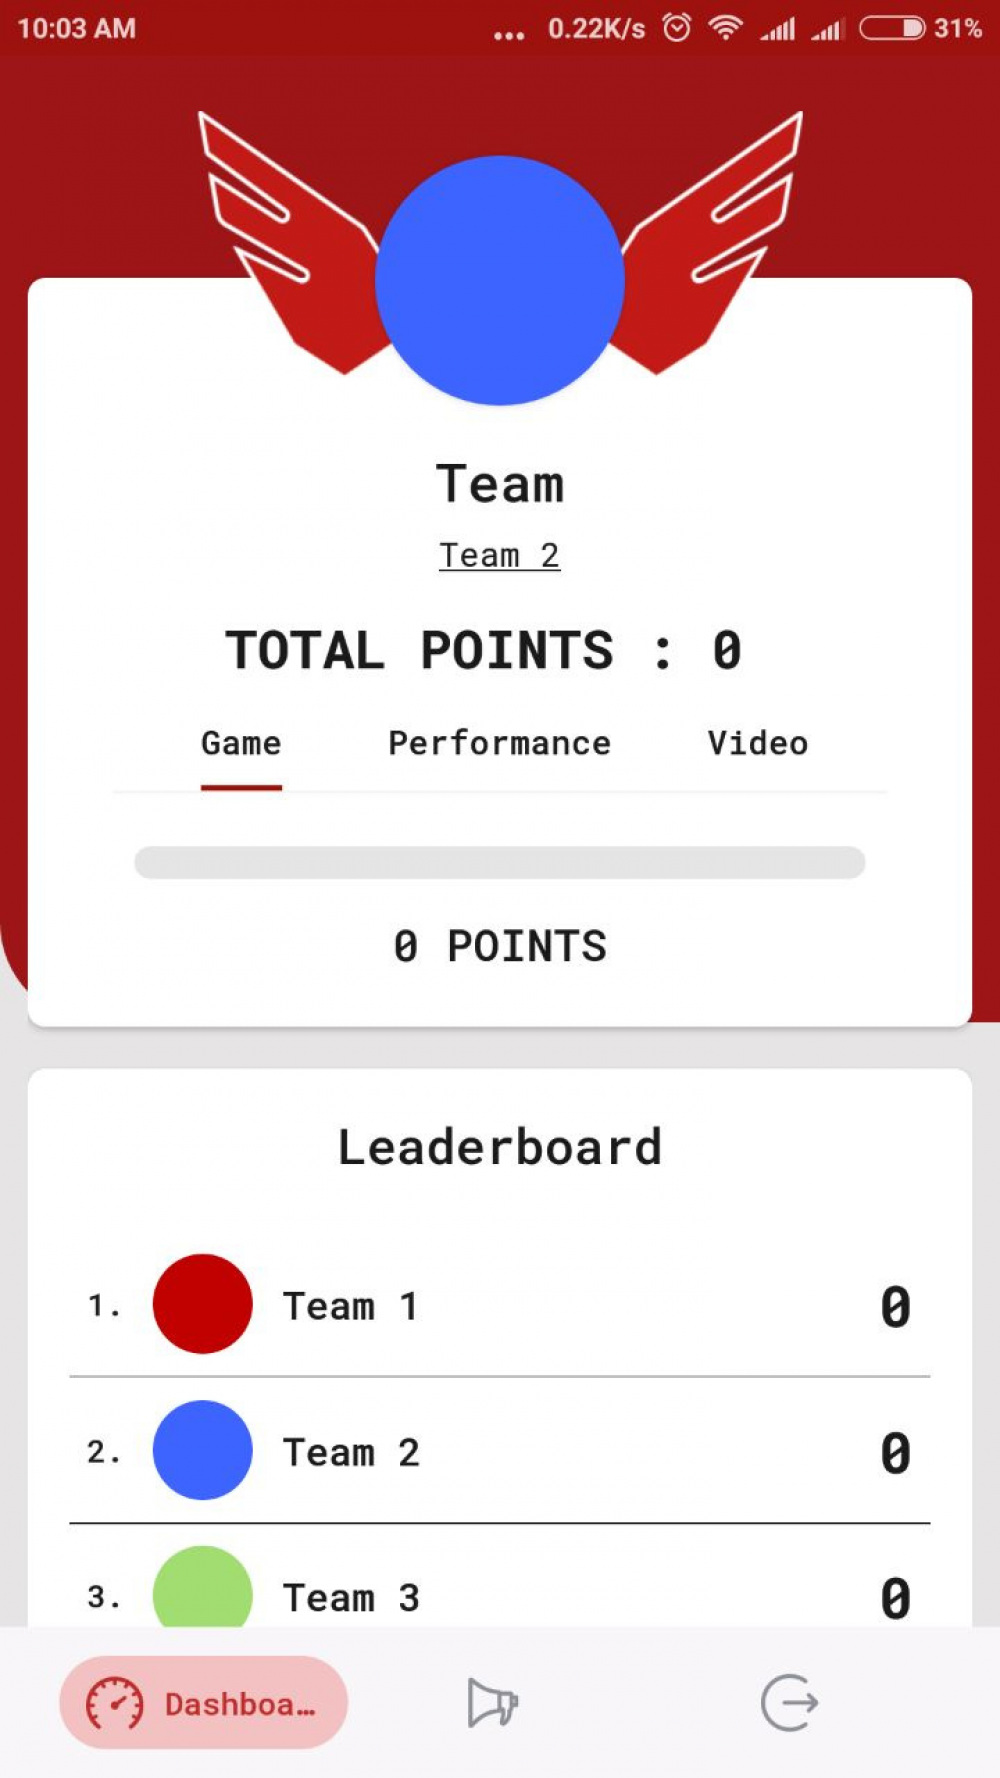 10:03 AM ... 0.22K/s 31%
Team
Team 2
TOTAL POINTS : 0
Game Performance Video
0 POINTS
Leaderboard
1. Team 1 0
2. Team 2 0
3. Team 3 0
Dashboa...